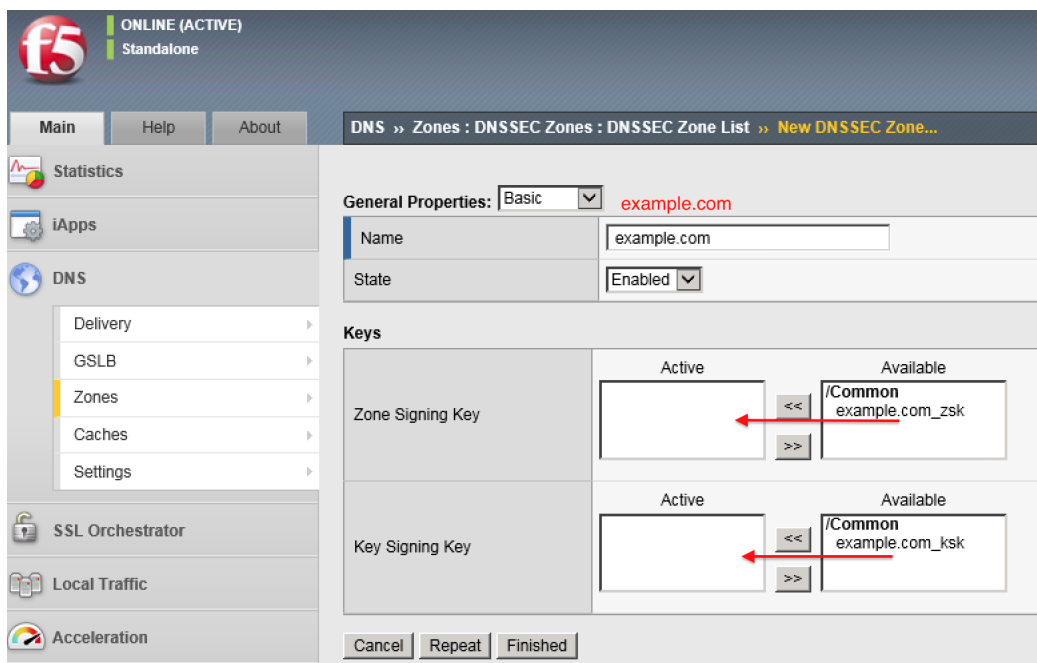 f5
ONLINE (ACTIVE)
Standalone
Main Help About
DNS ›› Zones : DNSSEC Zones : DNSSEC Zone List ›› New DNSSEC Zone...
Statistics
iApps
DNS
Delivery
GSLB
Zones
Caches
Settings
SSL Orchestrator
Local Traffic
Acceleration
General Properties: Basic example.com
Name example.com
State Enabled
Keys
Active Available
Zone Signing Key << >> /Common
example.com_zsk
Active Available
Key Signing Key << >> /Common
example.com_ksk
Cancel Repeat Finished